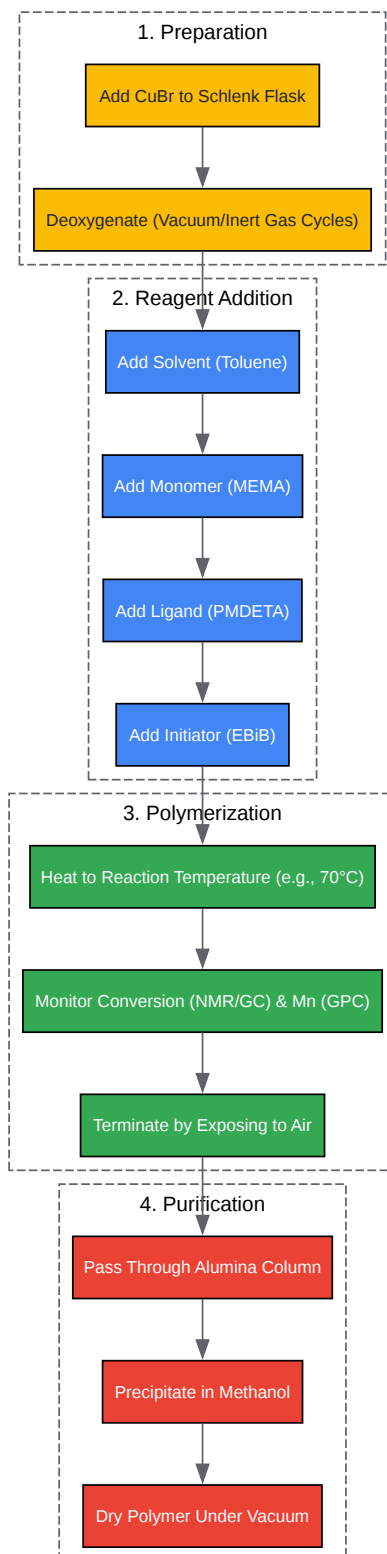 1. Preparation
Add CuBr to Schlenk Flask
Deoxygenate (Vacuum/Inert Gas Cycles)
2. Reagent Addition
Add Solvent (Toluene)
Add Monomer (MEMA)
Add Ligand (PMDETA)
Add Initiator (EBiB)
3. Polymerization
Heat to Reaction Temperature (e.g., 70°C)
Monitor Conversion (NMR/GC) & Mn (GPC)
Terminate by Exposing to Air
4. Purification
Pass Through Alumina Column
Precipitate in Methanol
Dry Polymer Under Vacuum